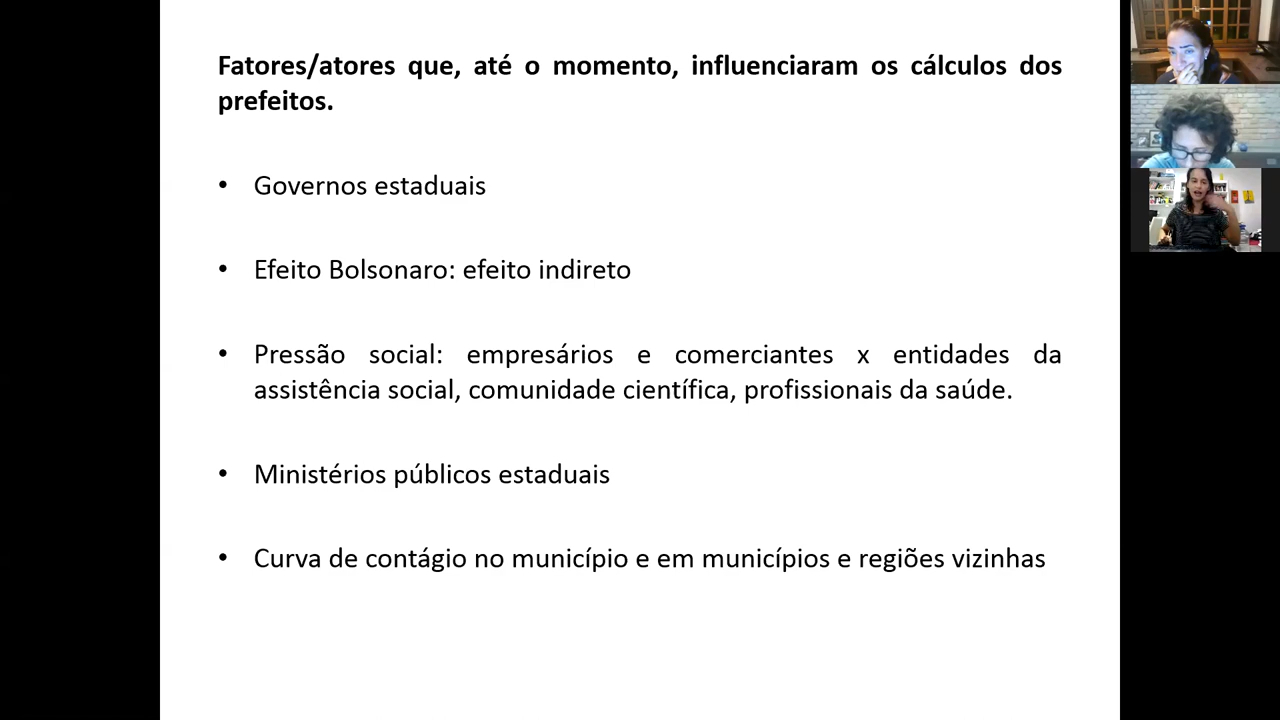 Fatores/atores que, até o momento, influenciaram os cálculos dos
prefeitos.
• Governos estaduais
• Efeito Bolsonaro: efeito indireto
• Pressão social: empresários e comerciantes x entidades da
assistência social, comunidade científica, profissionais da saúde.
• Ministérios públicos estaduais
• Curva de contágio no município e em municípios e regiões vizinhas